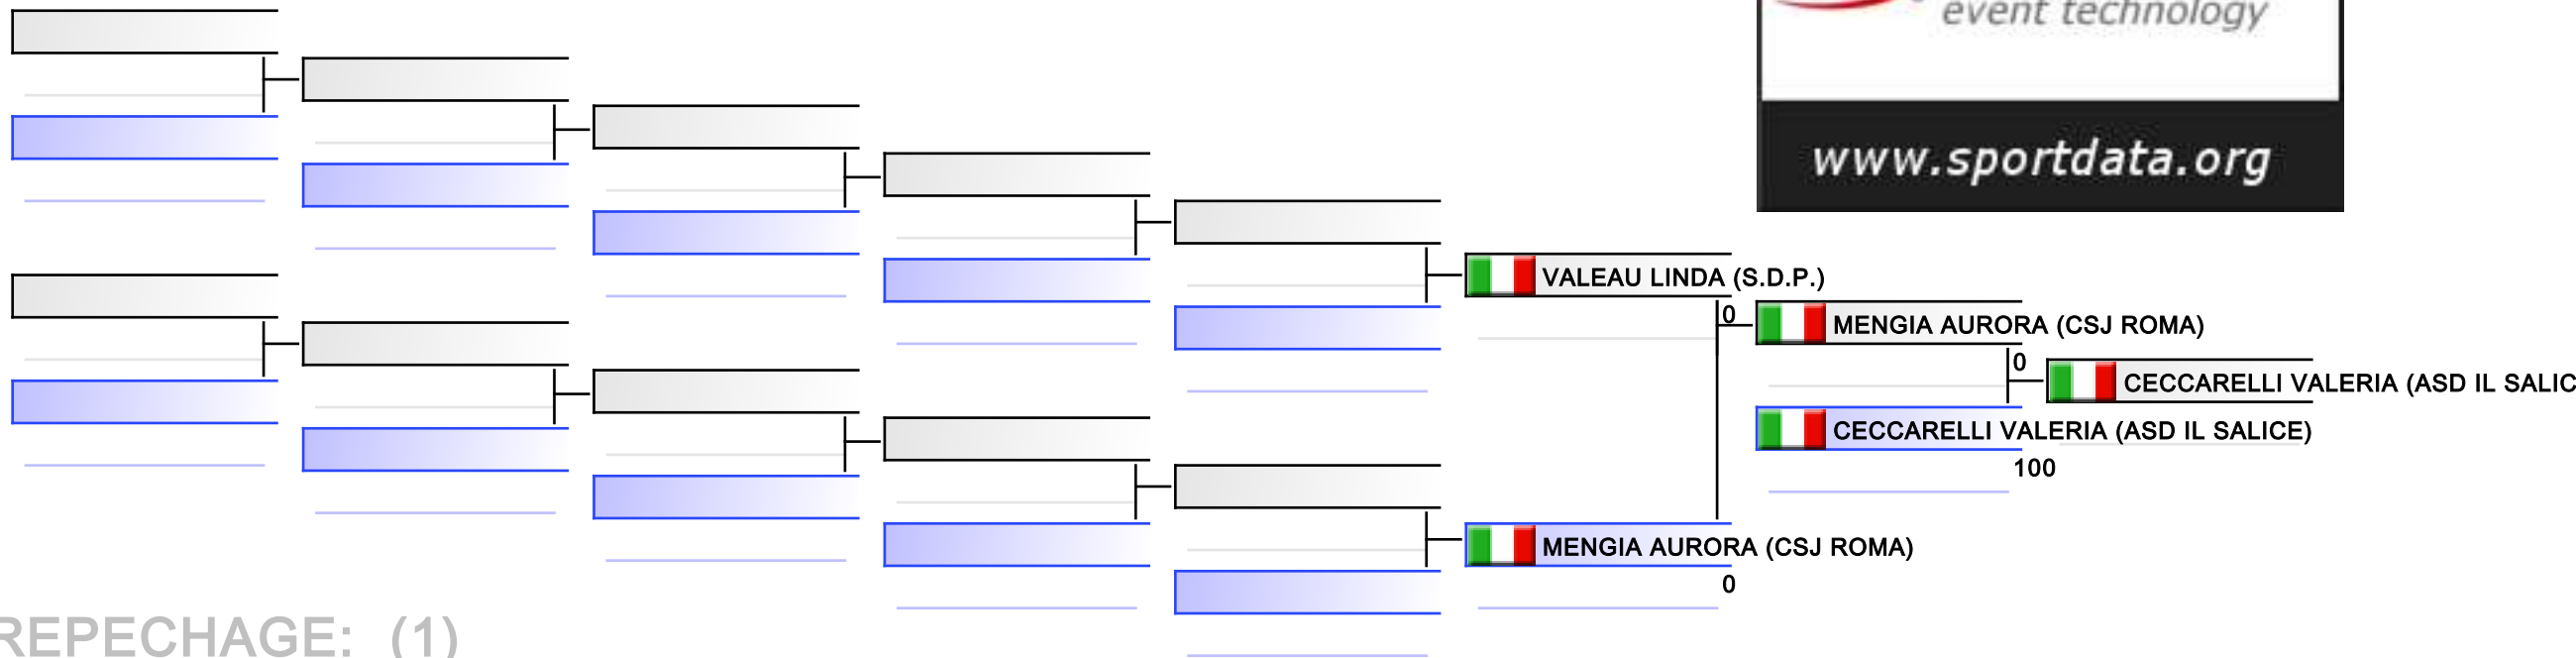 event technology
www.sportdata.org
VALEAU LINDA (S.D.P.)
0
MENGIA AURORA (CSJ ROMA)
0
CECCARELLI VALERIA (ASD IL SALIC
CECCARELLI VALERIA (ASD IL SALICE)
100
MENGIA AURORA (CSJ ROMA)
0
REPECHAGE: (1)